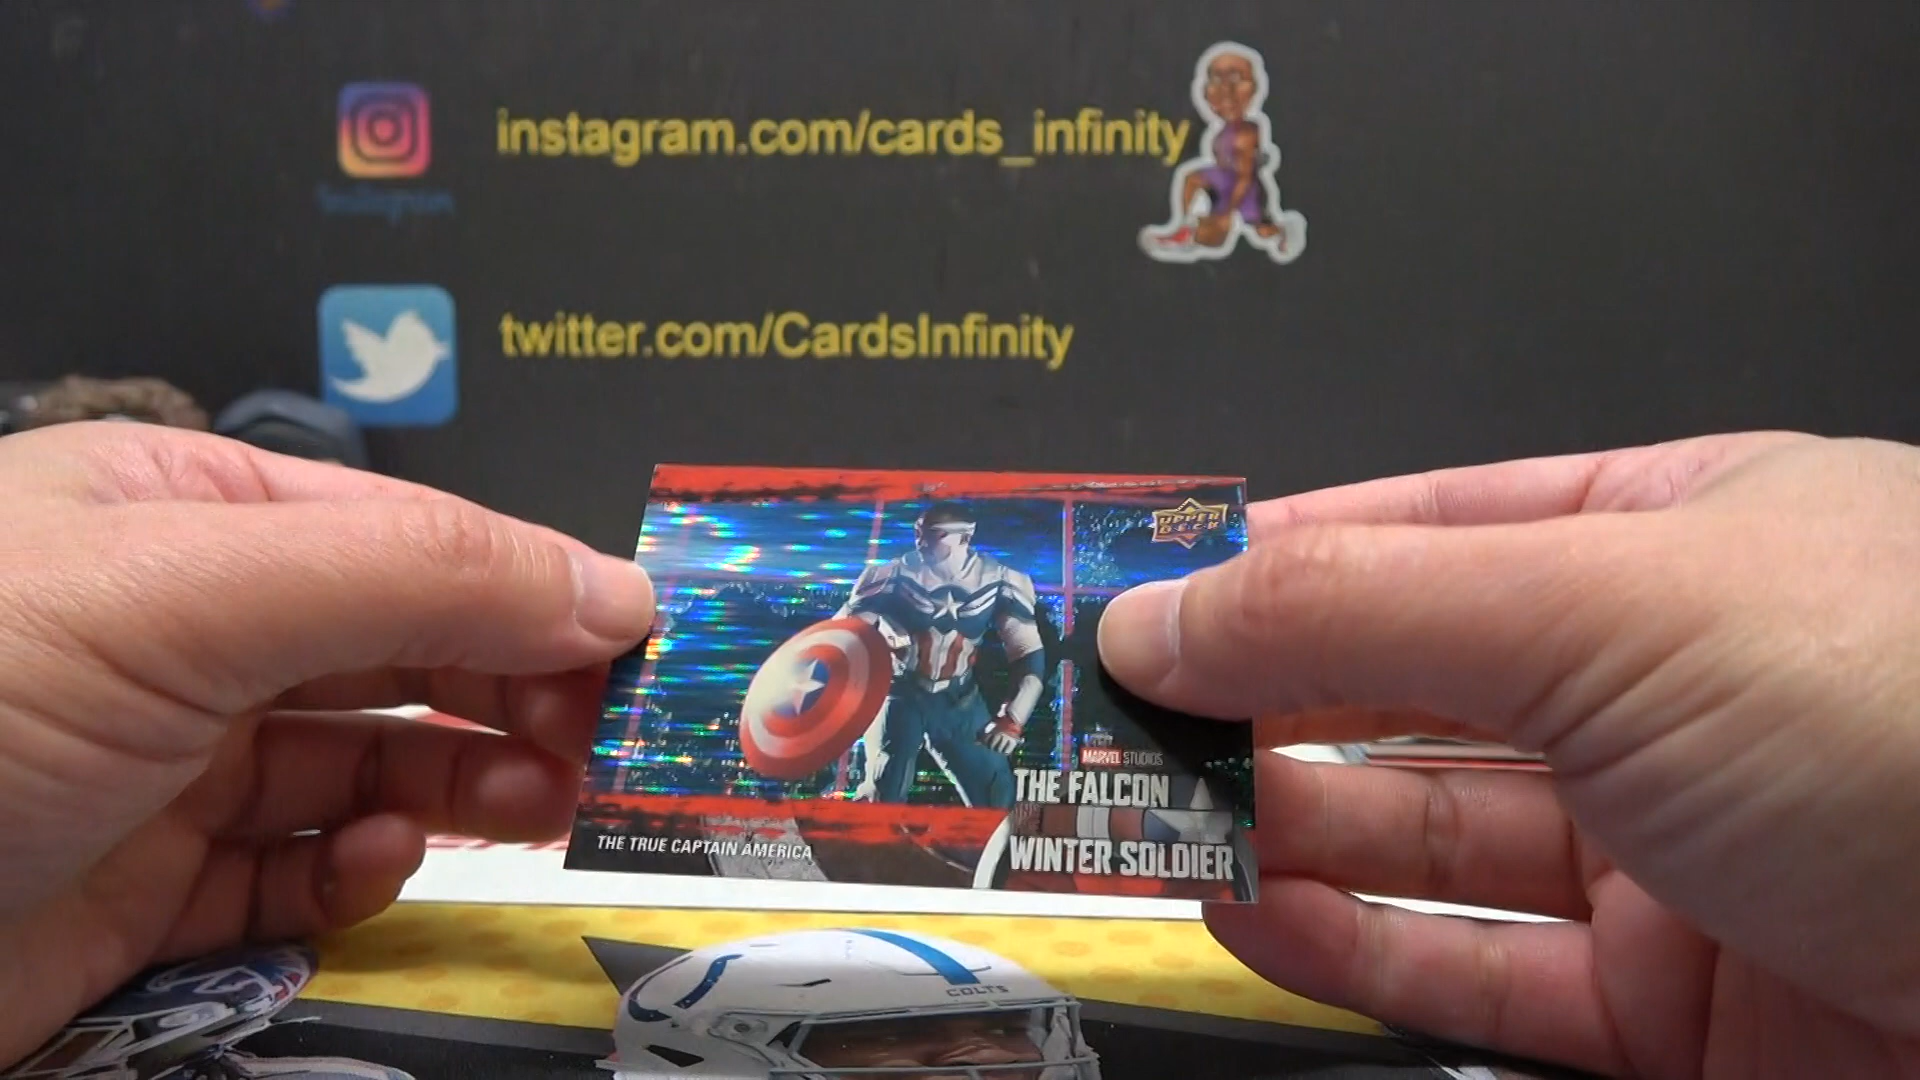 instagram.com/cards_infinity
Instagram
twitter.com/CardsInfinity
UPPER
DECK
MARVEL STUDIOS
THE FALCON
WINTER SOLDIER
THE TRUE CAPTAIN AMERICA
COLTS